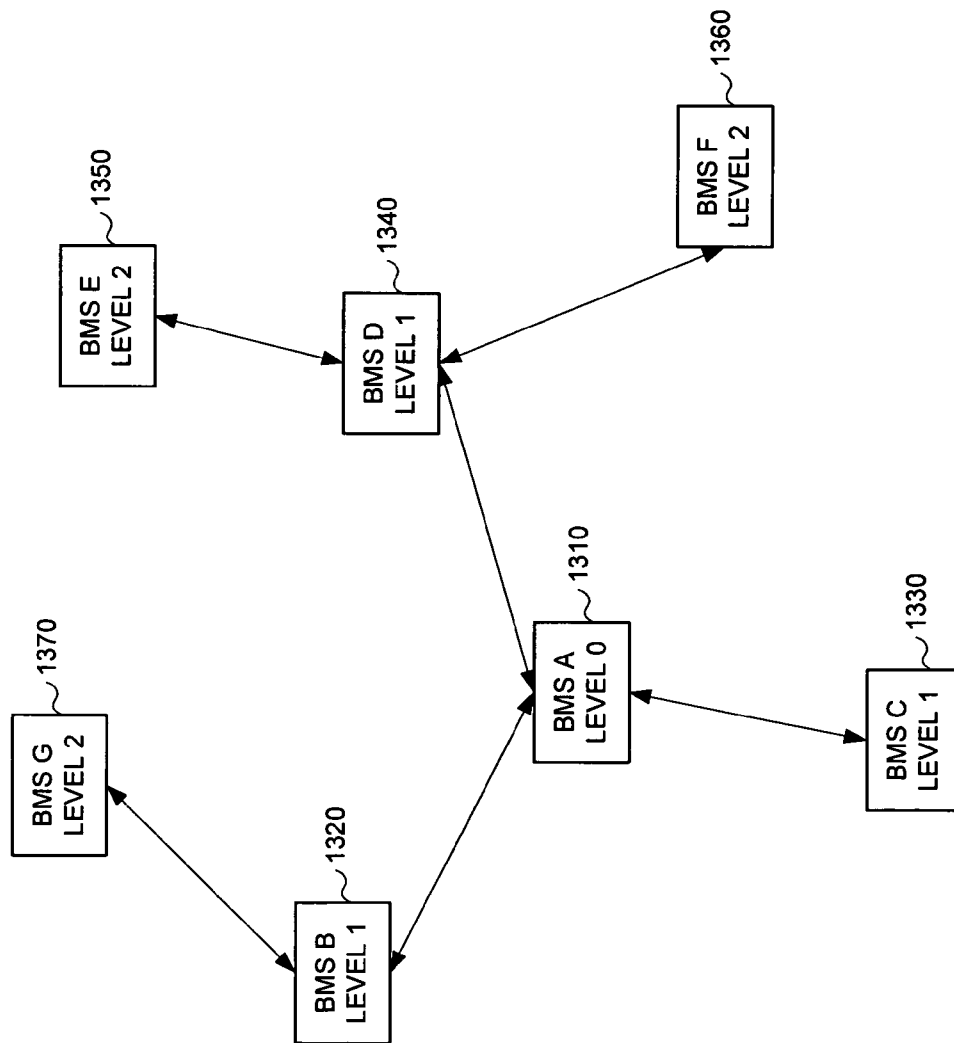 BMS G
LEVEL 2
1370
BMS E
LEVEL 2
1350
BMS B
LEVEL 1
1320
BMS D
LEVEL 1
1340
BMS A
LEVEL 0
1310
BMS F
LEVEL 2
1360
BMS C
LEVEL 1
1330